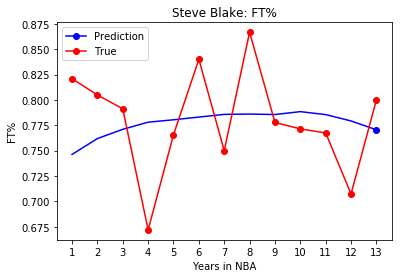 Steve Blake: FT%
Prediction
True
FT%
0.875
0.850
0.825
0.800
0.775
0.750
0.725
0.700
0.675
1 2 3 4 5 6 7 8 9 10 11 12 13
Years in NBA